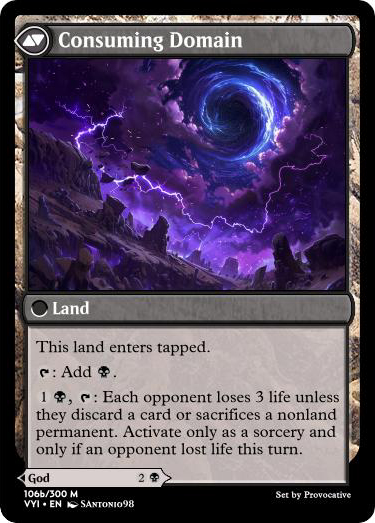 Consuming Domain
Land
This land enters tapped.
: Add .
1 , : Each opponent loses 3 life unless
they discard a card or sacrifices a nonland
permanent. Activate only as a sorcery and
only if an opponent lost life this turn.
God 2
106b/300 M
VYI • EN SAntonio98
Set by Provocative